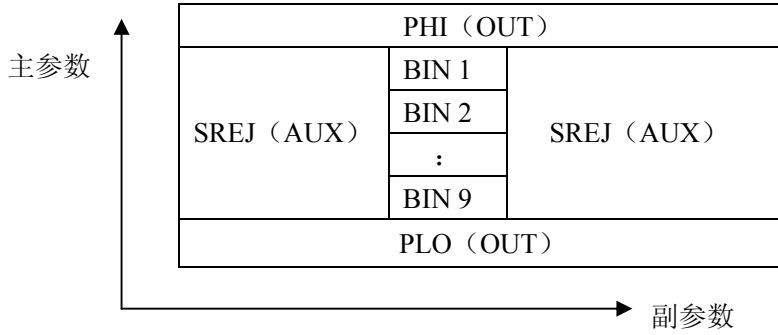 PHI（OUT）
主参数
BIN 1
BIN 2
SREJ（AUX）
SREJ（AUX）
：
BIN 9
PLO（OUT）
副参数